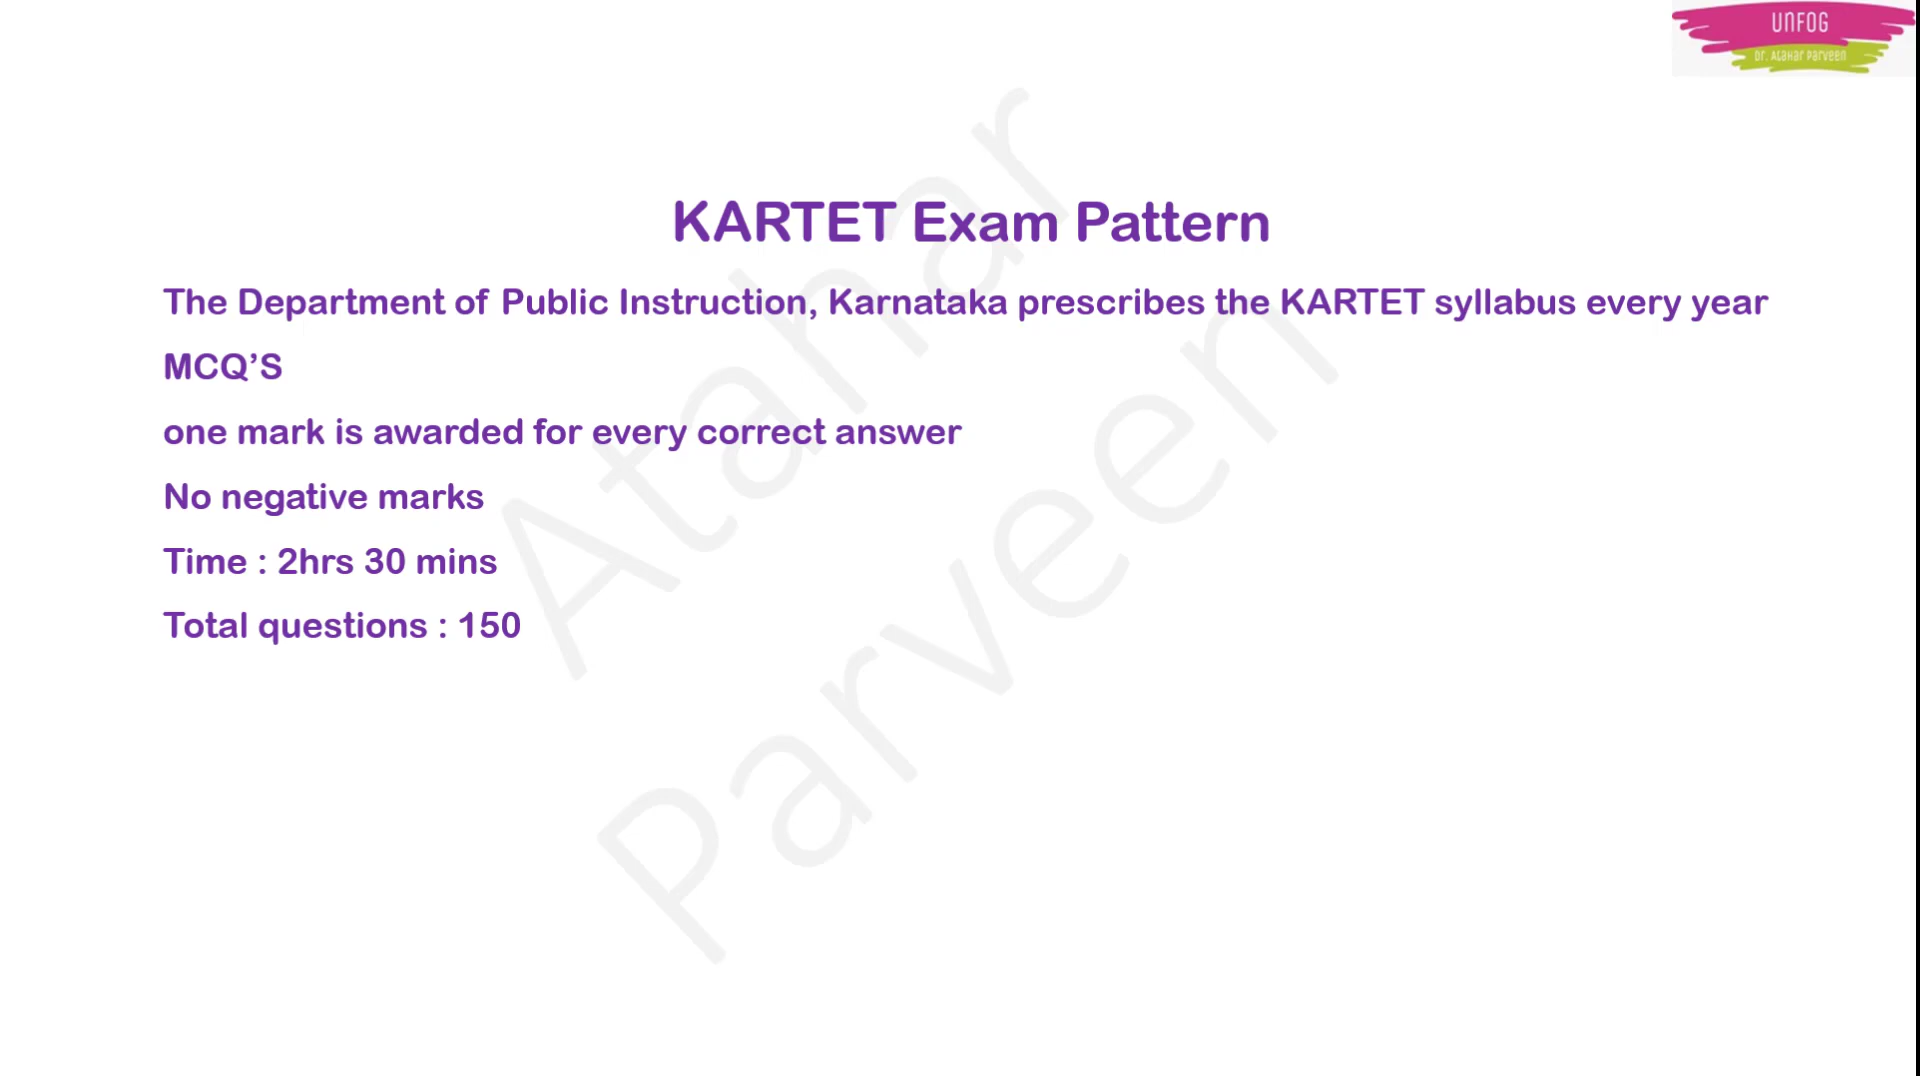 UNFOG
Dr. Atahar Parveen
KARTET Exam Pattern
The Department of Public Instruction, Karnataka prescribes the KARTET syllabus every year
MCQ’S
one mark is awarded for every correct answer
No negative marks
Time : 2hrs 30 mins
Total questions : 150
Atahar
Parveen